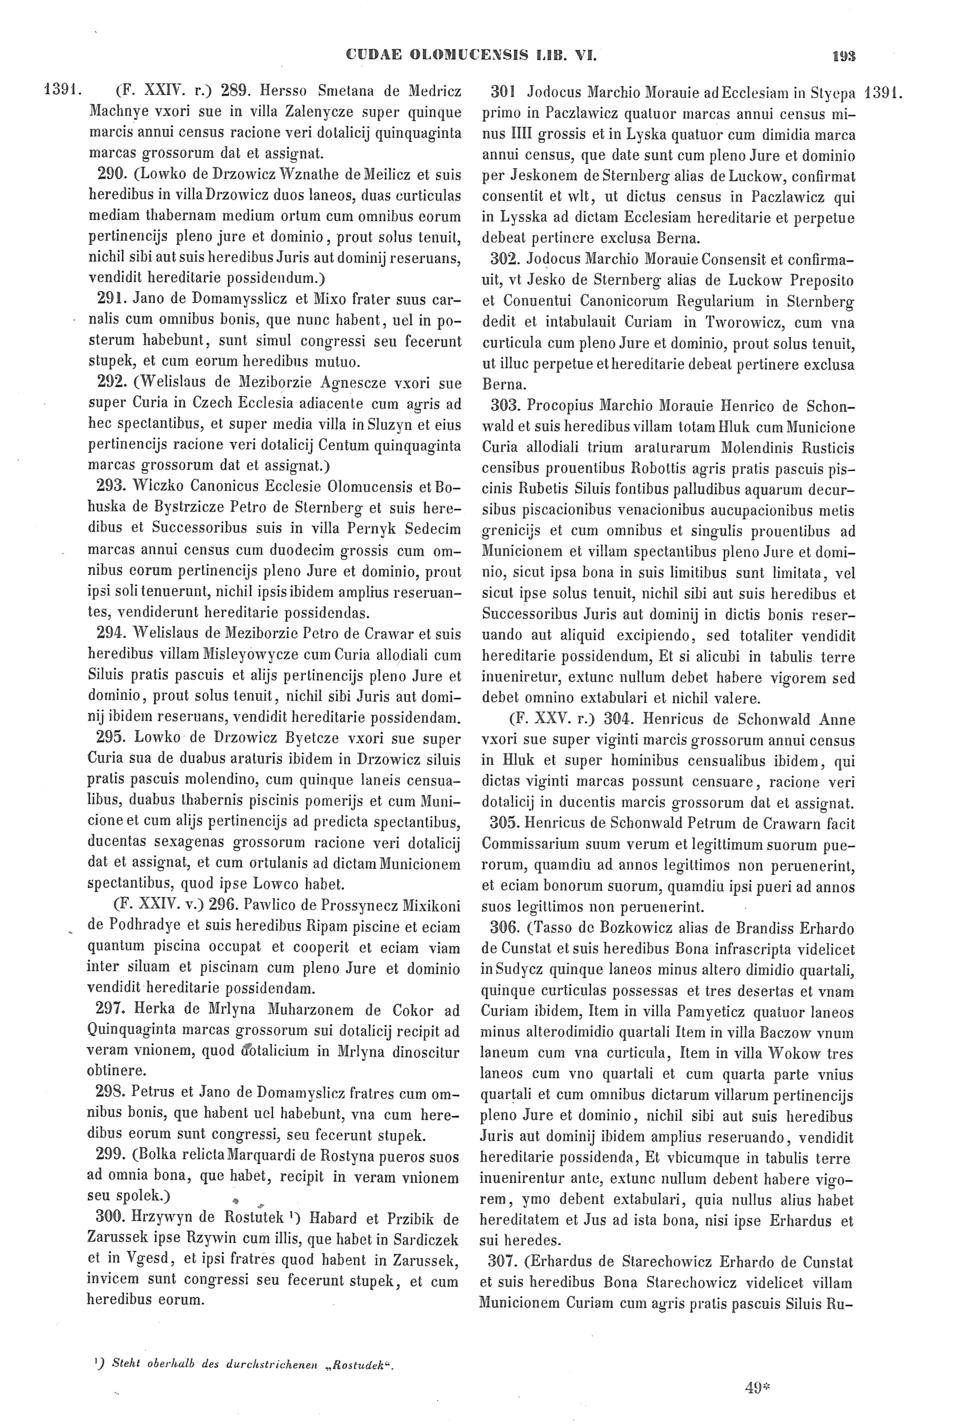 CUDAE OLOMUCENSIS LIB. VI.
193
1391.
(F. XXIV. r.) 289. Hersso Smetana de Medricz
Machnye vxori sue in villa Zalenycze super quinque
marcis annui census racione veri dotalicij quinquaginta
marcas grossorum dat et assignat.
290. (Lowko de Drzowicz Wznathe de Meilicz et suis
heredibus in villa Drzowicz duos laneos, duas curticulas
mediam thabernam medium ortum cum omnibus eorum
pertinencijs pleno jure et dominio, prout solus tenuit,
nichil sibi aut suis heredibus Juris aut dominij reseruans,
vendidit hereditarie possidendum.)
291. Jano de Domamysslicz et Mixo frater suus car-
nalis cum omnibus bonis, que nunc habent, uel in po-
sterum habebunt, sunt simul congressi seu fecerunt
stupek, et cum eorum heredibus mutuo.
292. (Welislaus de Meziborzie Agnescze vxori sue
super Curia in Czech Ecclesia adiacente cum agris ad
hec spectantibus, et super media villa in Sluzyn et eius
pertinencijs racione veri dotalicij Centum quinquaginta
marcas grossorum dat et assignat.)
293. Wiczko Canonicus Ecclesie Olomucensis et Bo-
huska de Bystrzicze Petro de Sternberg et suis here-
dibus et Successoribus suis in villa Pernyk Sedecim
marcas annui census cum duodecim grossis cum om-
nibus eorum pertinencijs pleno Jure et dominio, prout
ipsi soli tenuerunt, nichil ipsis ibidem amplius reseruan-
tes, vendiderunt hereditarie possidendas.
294. Welislaus de Meziborzie Petro de Crawar et suis
heredibus villam Misleyowycze cum Curia allodiali cum
Siluis pratis pascuis et alijs pertinencijs pleno Jure et
dominio, prout solus tenuit, nichil sibi Juris aut domi-
nij ibidem reseruans, vendidit hereditarie possidendam.
295. Lowko de Drzowicz Byetcze vxori sue super
Curia sua de duabus araturis ibidem in Drzowicz siluis
pratis pascuis molendino, cum quinque laneis censua-
libus, duabus thabernis piscinis pomerijs et cum Muni-
cione et cum alijs pertinencijs ad predicta spectantibus,
ducentas sexagenas grossorum racione veri dotalicij
dat et assignat, et cum ortulanis ad dictam Municionem
spectantibus, quod ipse Lowco habet.
(F. XXIV. v.) 296. Pawlico de Prossynecz Mixikoni
de Podhradye et suis heredibus Ripam piscine et eciam
quantum piscina occupat et cooperit et eciam viam
inter siluam et piscinam cum pleno Jure et dominio
vendidit hereditarie possidendam.
297. Herka de Mrlyna Muharzonem de Cokor ad
Quinquaginta marcas grossorum sui dotalicij recipit ad
veram vnionem, quod dotalicium in Mrlyna dinoscitur
obtinere.
298. Petrus et Jano de Domamyslicz fratres cum om-
nibus bonis, que habent uel habebunt, vna cum here-
dibus eorum sunt congressi, seu fecerunt stupek.
299. (Bolka relicta Marquardi de Rostyna pueros suos
ad omnia bona, que habet, recipit in veram vnionem
seu spolek.)
300. Hrzywyn de Rostutek ¹) Habard et Przibik de
Zarussek ipse Rzywin cum illis, que habet in Sardiczek
et in Vgesd, et ipsi fratres quod habent in Zarussek,
invicem sunt congressi seu fecerunt stupek, et cum
heredibus eorum.
¹) Steht oberhalb des durchstrichenen „Rostudek“.
301 Jodocus Marchio Morauie ad Ecclesiam in Styepa 1391.
primo in Paczlawicz quatuor marcas annui census mi-
nus IIII grossis et in Lyska quatuor cum dimidia marca
annui census, que date sunt cum pleno Jure et dominio
per Jeskonem de Sternberg alias de Luckow, confirmat
consentit et wlt, ut dictus census in Paczlawicz qui
in Lysska ad dictam Ecclesiam hereditarie et perpetue
debeat pertinere exclusa Berna.
302. Jodocus Marchio Morauie Consensit et confirma-
uit, vt Jesko de Sternberg alias de Luckow Preposito
et Conuentui Canonicorum Regularium in Sternberg
dedit et intabulauit Curiam in Tworowicz, cum vna
curticula cum pleno Jure et dominio, prout solus tenuit,
ut illuc perpetue et hereditarie debeat pertinere exclusa
Berna.
303. Procopius Marchio Morauie Henrico de Schon-
wald et suis heredibus villam totam Hluk cum Municione
Curia allodiali trium araturarum Molendinis Rusticis
censibus prouentibus Robottis agris pratis pascuis pis-
cinis Rubetis Siluis fontibus palludibus aquarum decur-
sibus piscacionibus venacionibus aucupacionibus metis
grenicijs et cum omnibus et singulis prouentibus ad
Municionem et villam spectantibus pleno Jure et domi-
nio, sicut ipsa bona in suis limitibus sunt limitata, vel
sicut ipse solus tenuit, nichil sibi aut suis heredibus et
Successoribus Juris aut dominij in dictis bonis reser-
uando aut aliquid excipiendo, sed totaliter vendidit
hereditarie possidendum, Et si alicubi in tabulis terre
inueniretur, extunc nullum debet habere vigorem sed
debet omnino extabulari et nichil valere.
(F. XXV. r.) 304. Henricus de Schonwald Anne
vxori sue super viginti marcis grossorum annui census
in Hluk et super hominibus censualibus ibidem, qui
dictas viginti marcas possunt censuare, racione veri
dotalicij in ducentis marcis grossorum dat et assignat.
305. Henricus de Schonwald Petrum de Crawarn facit
Commissarium suum verum et legittimum suorum pue-
rorum, quamdiu ad annos legittimos non peruenerint,
et eciam bonorum suorum, quamdiu ipsi pueri ad annos
suos legittimos non peruenerint.
306. (Tasso de Bozkowicz alias de Brandiss Erhardo
de Cunstat et suis heredibus Bona infrascripta videlicet
in Sudycz quinque laneos minus altero dimidio quartali,
quinque curticulas possessas et tres desertas et vnam
Curiam ibidem, Item in villa Pamyeticz quatuor laneos
minus alterodimidio quartali Item in villa Baczow vnum
laneum cum vna curticula, Item in villa Wokow tres
laneos cum vno quartali et cum quarta parte vnius
quartali et cum omnibus dictarum villarum pertinencijs
pleno Jure et dominio, nichil sibi aut suis heredibus
Juris aut dominij ibidem amplius reseruando, vendidit
hereditarie possidenda, Et vbicumque in tabulis terre
inuenirentur ante, extunc nullum debent habere vigo-
rem, ymo debent extabulari, quia nullus alius habet
hereditatem et Jus ad ista bona, nisi ipse Erhardus et
sui heredes.
307. (Erhardus de Starechowicz Erhardo de Cunstat
et suis heredibus Bona Starechowicz videlicet villam
Municionem Curiam cum agris pratis pascuis Siluis Ru-
49*